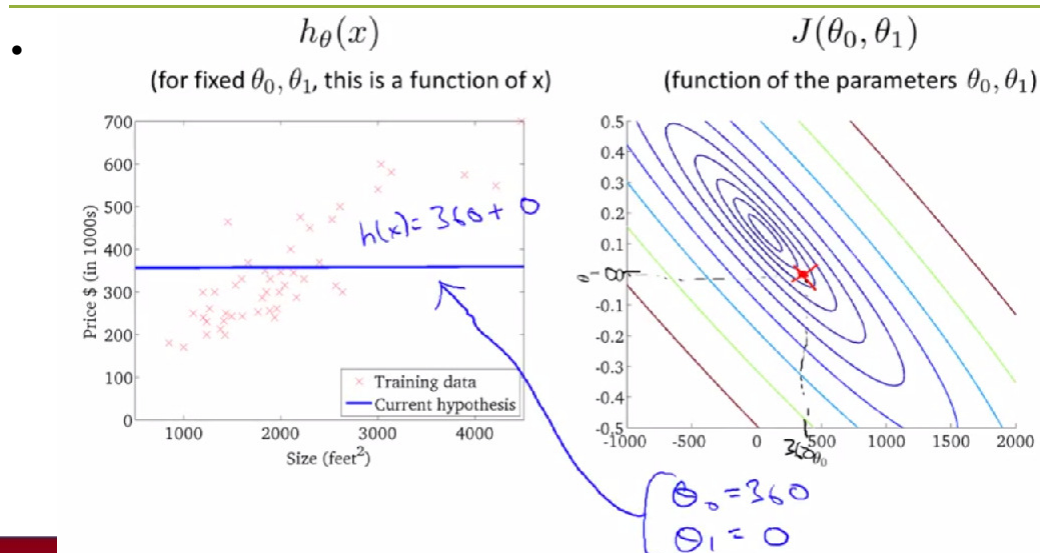 •
h_θ(x)
(for fixed θ₀, θ₁, this is a function of x)
700
600
500
400
300
200
100
0
Price $ (in 1000s)
1000
2000
3000
4000
Size (feet²)
h(x) = 360 + 0
Training data
Current hypothesis
J(θ₀, θ₁)
(function of the parameters θ₀, θ₁)
0.5
0.4
0.3
0.2
0.1
0
-0.1
-0.2
-0.3
-0.4
-0.5
θ₁
-1000
-500
0
500
1000
1500
2000
360
θ₀
θ₀ = 360
θ₁ = 0